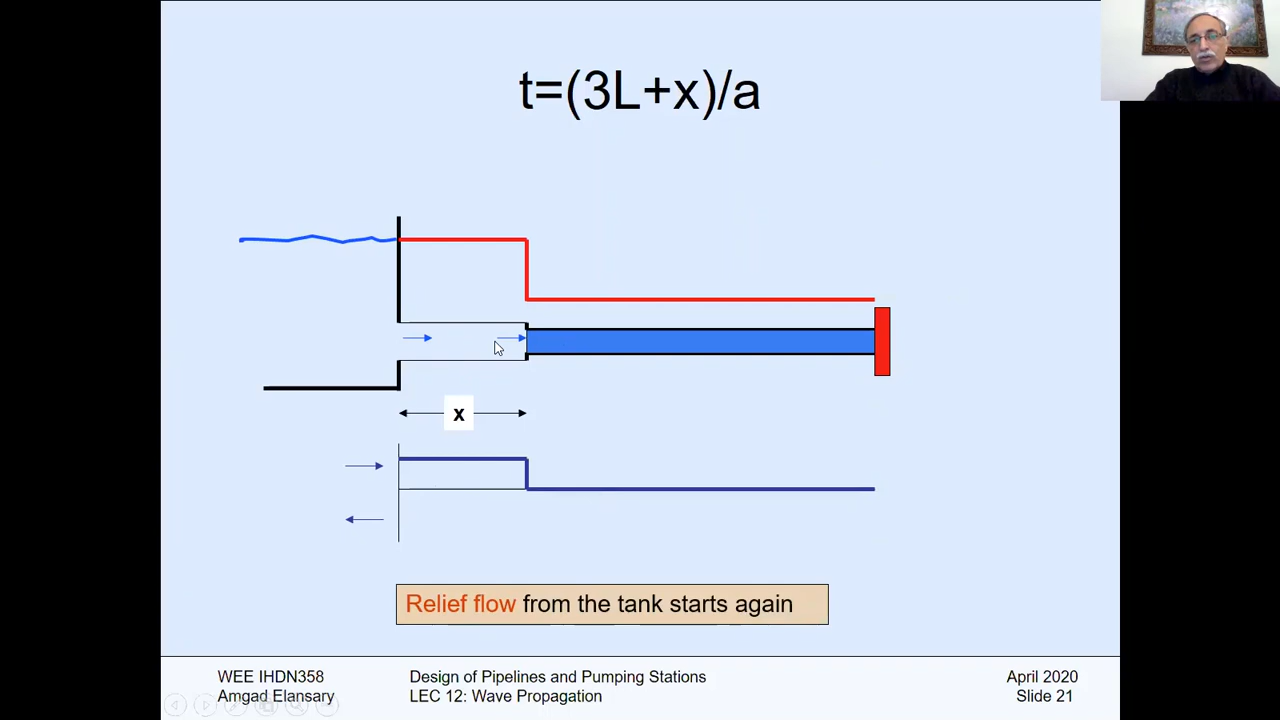 t=(3L+x)/a
x
Relief flow from the tank starts again
WEE IHDN358
Amgad Elansary
Design of Pipelines and Pumping Stations
LEC 12: Wave Propagation
April 2020
Slide 21